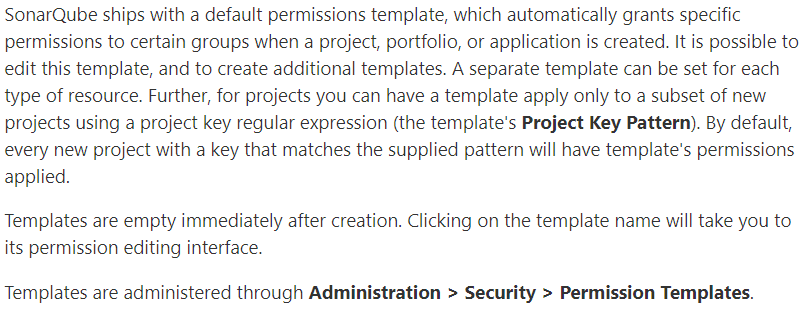 SonarQube ships with a default permissions template, which automatically grants specific
permissions to certain groups when a project, portfolio, or application is created. It is possible to
edit this template, and to create additional templates. A separate template can be set for each
type of resource. Further, for projects you can have a template apply only to a subset of new
projects using a project key regular expression (the template's Project Key Pattern). By default,
every new project with a key that matches the supplied pattern will have template's permissions
applied.
Templates are empty immediately after creation. Clicking on the template name will take you to
its permission editing interface.
Templates are administered through Administration > Security > Permission Templates.